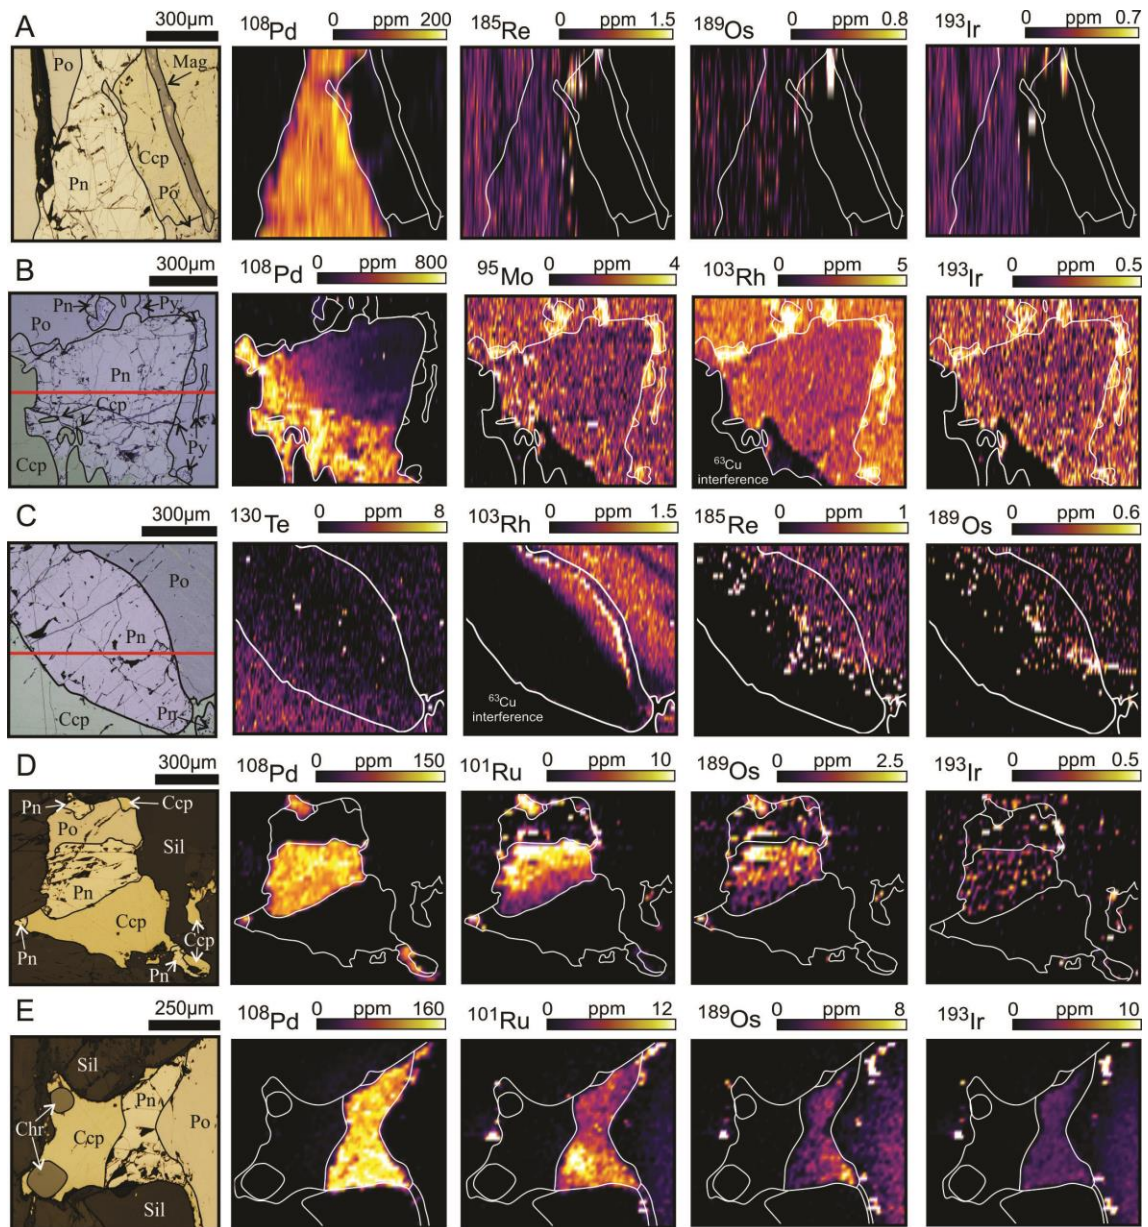 A 300µm ¹⁰⁸Pd 0 ppm 200 ¹⁸⁵Re 0 ppm 1.5 ¹⁸⁹Os 0 ppm 0.8 ¹⁹³Ir 0 ppm 0.7
Po Mag
Ccp
Pn
Po
B 300µm ¹⁰⁸Pd 0 ppm 800 ⁹⁵Mo 0 ppm 4 ¹⁰³Rh 0 ppm 5 ¹⁹³Ir 0 ppm 0.5
Pn Py
Po
Pn
Ccp
Ccp Py
⁶³Cu
interference
C 300µm ¹³⁰Te 0 ppm 8 ¹⁰³Rh 0 ppm 1.5 ¹⁸⁵Re 0 ppm 1 ¹⁸⁹Os 0 ppm 0.6
Po
Pn
Ccp Pn
⁶³Cu
interference
D 300µm ¹⁰⁸Pd 0 ppm 150 ¹⁰¹Ru 0 ppm 10 ¹⁸⁹Os 0 ppm 2.5 ¹⁹³Ir 0 ppm 0.5
Pn Ccp
Po
Sil
Pn
Ccp
Ccp
Pn Pn
E 250µm ¹⁰⁸Pd 0 ppm 160 ¹⁰¹Ru 0 ppm 12 ¹⁸⁹Os 0 ppm 8 ¹⁹³Ir 0 ppm 10
Sil
Pn
Po
Chr Ccp
Sil